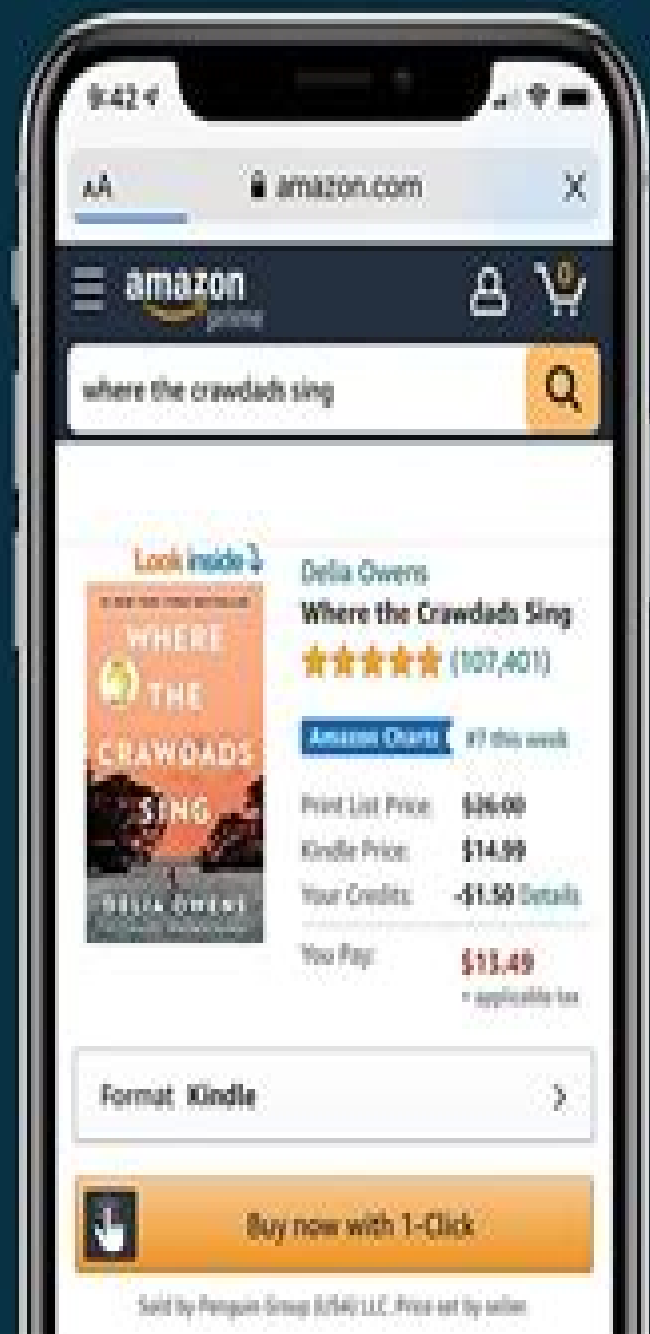 9:42
AA amazon.com X
amazon
prime
0
where the crawdads sing
Look inside
WHERE
THE
CRAWDADS
SING
DELIA OWENS
Delia Owens
Where the Crawdads Sing
(107,401)
Amazon Charts #7 this week
Print List Price: $26.00
Kindle Price: $14.99
Your Credits: -$1.50 Details
You Pay: $13.49
+ applicable tax
Format Kindle
Buy now with 1-Click
Sold by Penguin Group (USA) LLC. Price set by seller.